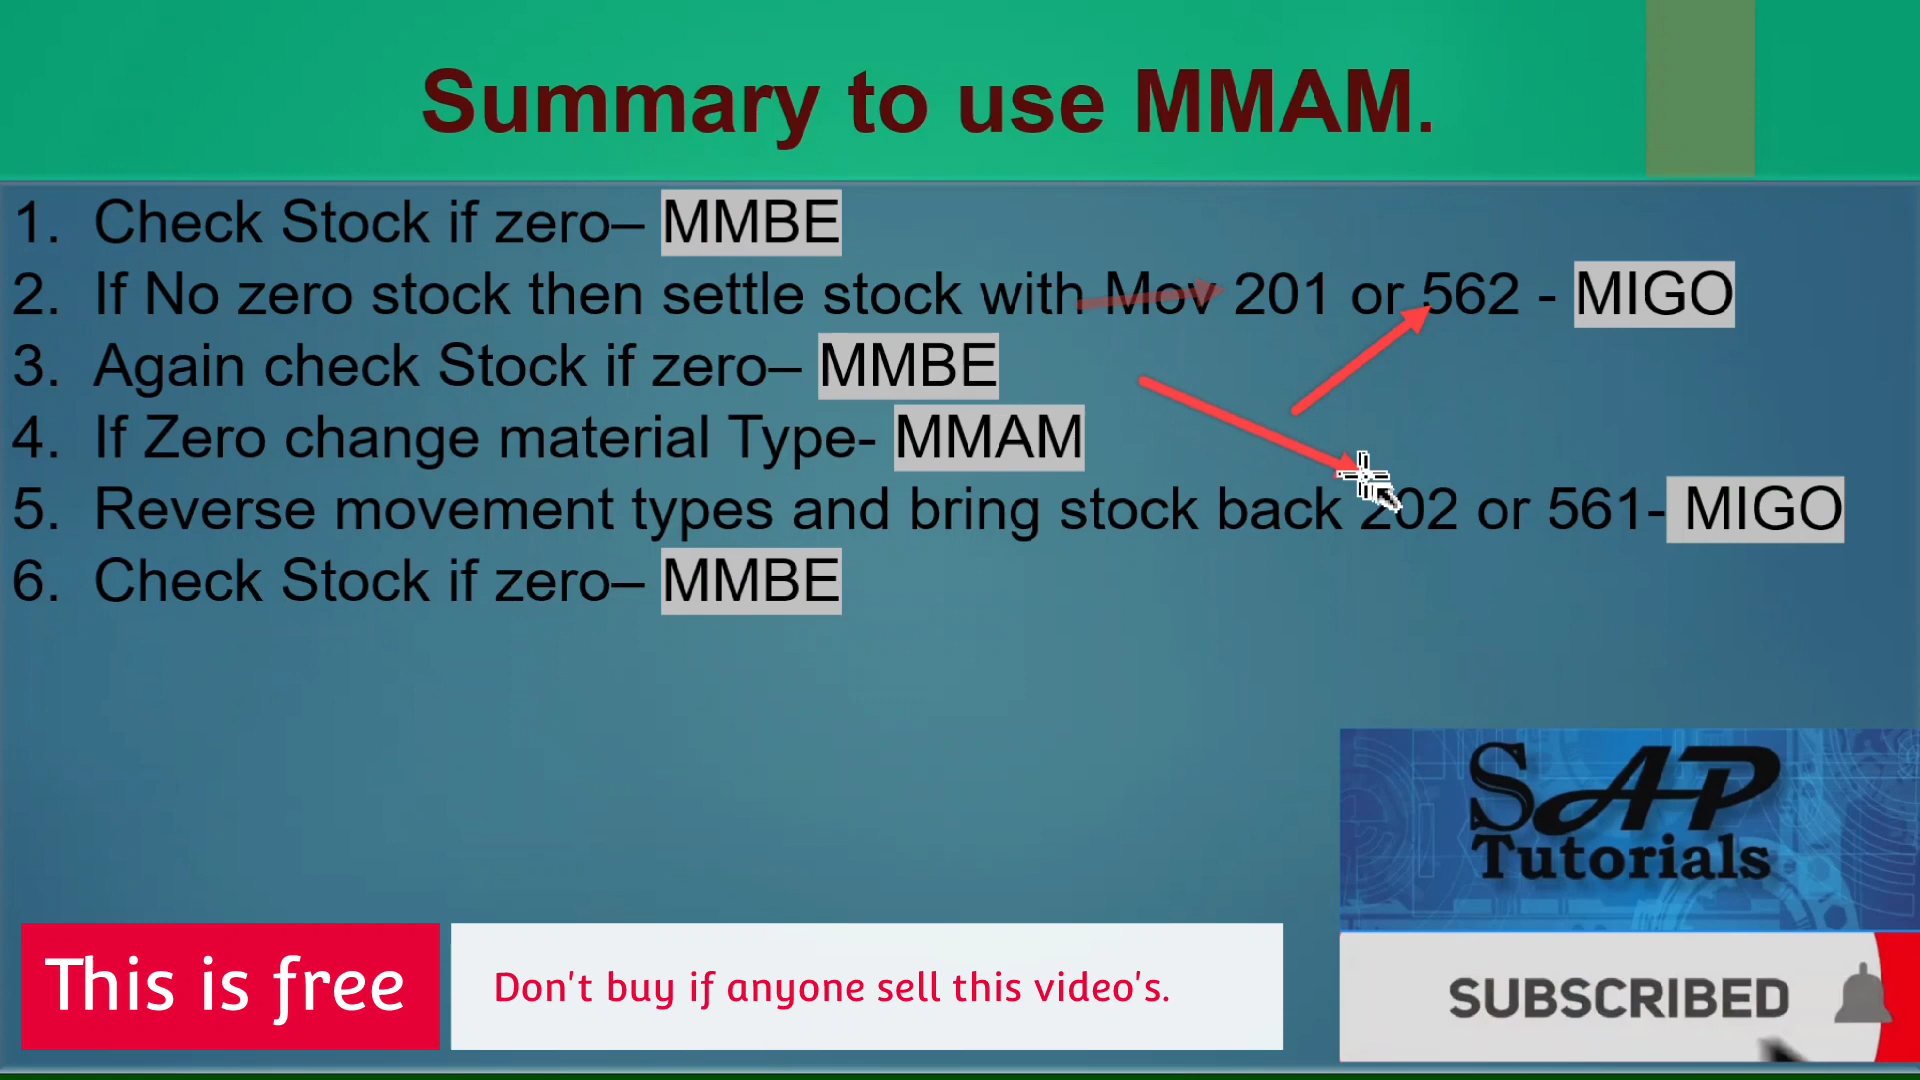 Summary to use MMAM.
1. Check Stock if zero– MMBE
2. If No zero stock then settle stock with Mov 201 or 562 - MIGO
3. Again check Stock if zero– MMBE
4. If Zero change material Type- MMAM
5. Reverse movement types and bring stock back 202 or 561- MIGO
6. Check Stock if zero– MMBE
SAP
Tutorials
This is free
Don't buy if anyone sell this video's.
SUBSCRIBED